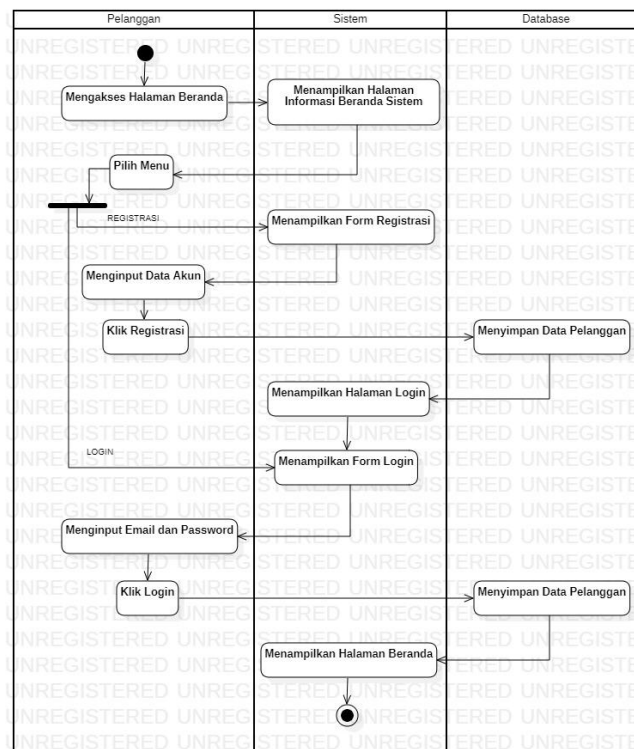 Pelanggan
Sistem
Database
Mengakses Halaman Beranda
Menampilkan Halaman
Informasi Beranda Sistem
Pilih Menu
REGISTRASI
Menampilkan Form Registrasi
Menginput Data Akun
Klik Registrasi
Menyimpan Data Pelanggan
Menampilkan Halaman Login
LOGIN
Menampilkan Form Login
Menginput Email dan Password
Klik Login
Menyimpan Data Pelanggan
Menampilkan Halaman Beranda
UNREGISTERED